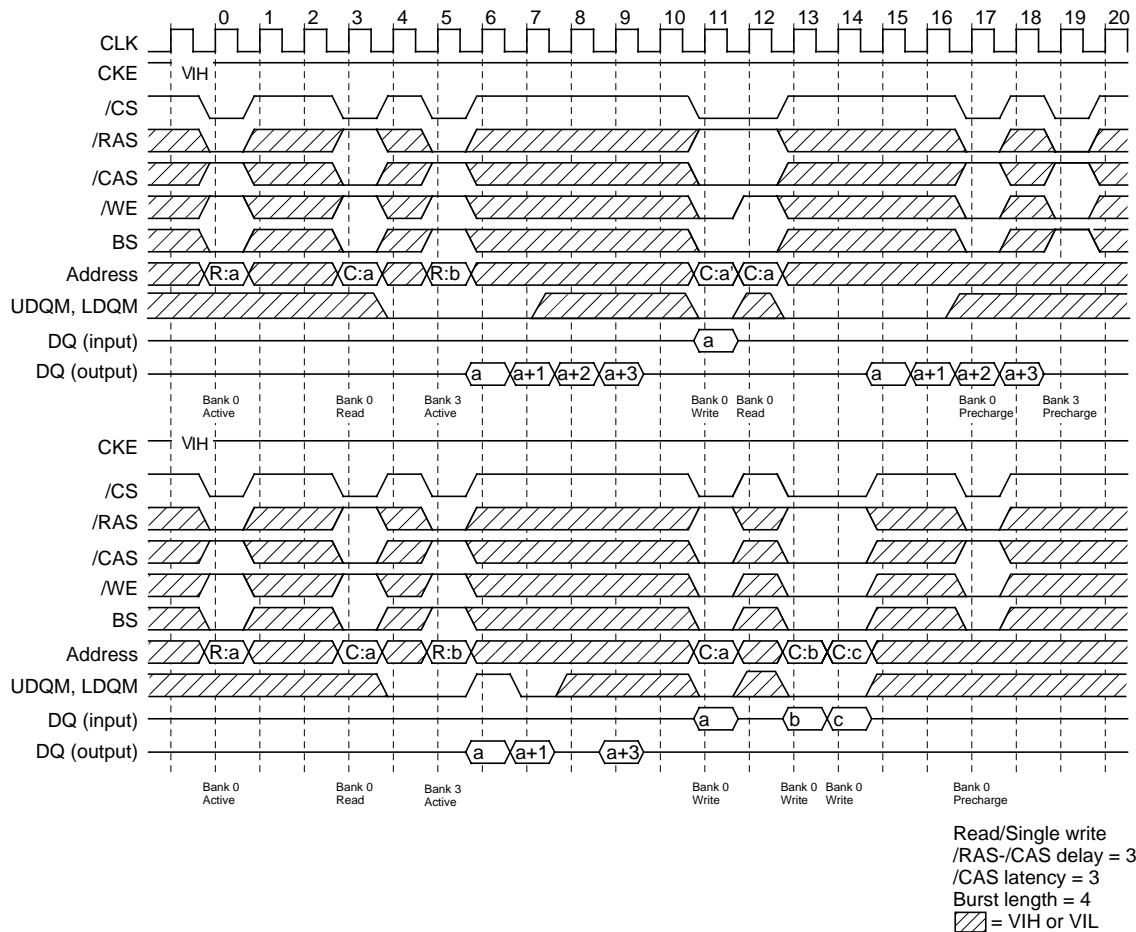 0 1 2 3 4 5 6 7 8 9 10 11 12 13 14 15 16 17 18 19 20
CLK
CKE VIH
/CS
/RAS
/CAS
/WE
BS
Address R:a C:a R:b C:a' C:a
UDQM, LDQM
DQ (input) a
DQ (output) a a+1 a+2 a+3 a a+1 a+2 a+3
Bank 0 Bank 0 Bank 3 Bank 0 Bank 0 Bank 0 Bank 3
Active Read Active Write Read Precharge Precharge
CKE VIH
/CS
/RAS
/CAS
/WE
BS
Address R:a C:a R:b C:a C:b C:c
UDQM, LDQM
DQ (input) a b c
DQ (output) a a+1 a+3
Bank 0 Bank 0 Bank 3 Bank 0 Bank 0 Bank 0 Bank 0
Active Read Active Write Write Write Precharge
Read/Single write
/RAS-/CAS delay = 3
/CAS latency = 3
Burst length = 4
= VIH or VIL